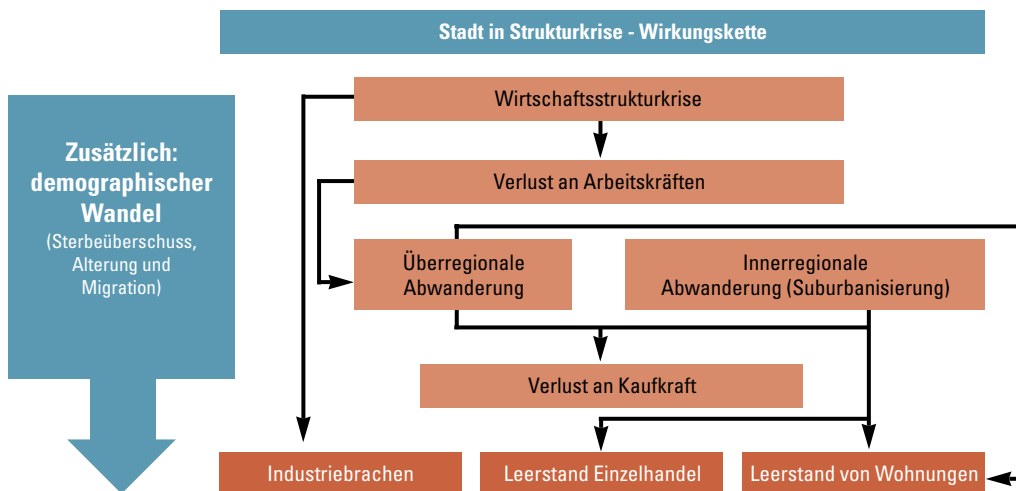 Stadt in Strukturkrise - Wirkungskette
Wirtschaftsstrukturkrise
Zusätzlich:
demographischer
Wandel
(Sterbeüberschuss,
Alterung und
Migration)
Verlust an Arbeitskräften
Überregionale
Abwanderung
Innerregionale
Abwanderung (Suburbanisierung)
Verlust an Kaufkraft
Industriebrachen
Leerstand Einzelhandel
Leerstand von Wohnungen